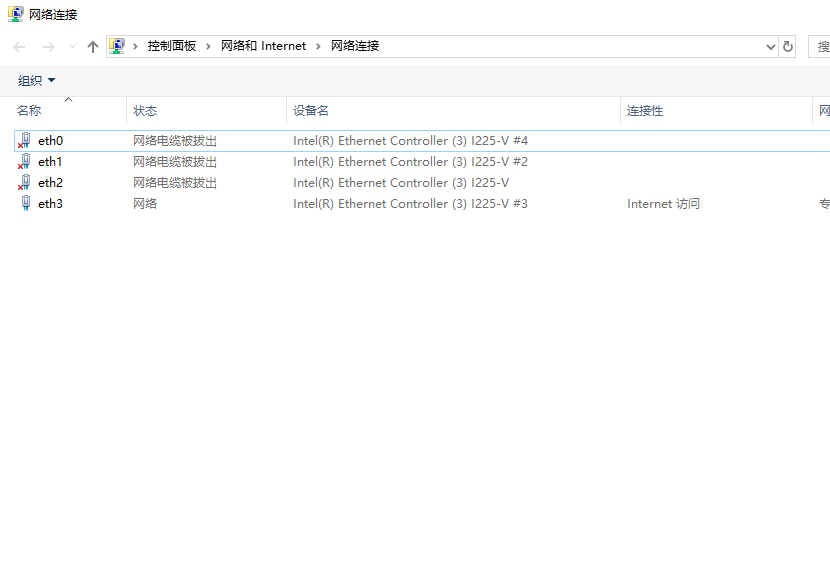 网络连接
控制面板 网络和 Internet 网络连接
搜
组织
名称 状态 设备名 连接性 网
eth0 网络电缆被拔出 Intel(R) Ethernet Controller (3) I225-V #4
eth1 网络电缆被拔出 Intel(R) Ethernet Controller (3) I225-V #2
eth2 网络电缆被拔出 Intel(R) Ethernet Controller (3) I225-V
eth3 网络 Intel(R) Ethernet Controller (3) I225-V #3 Internet 访问 专